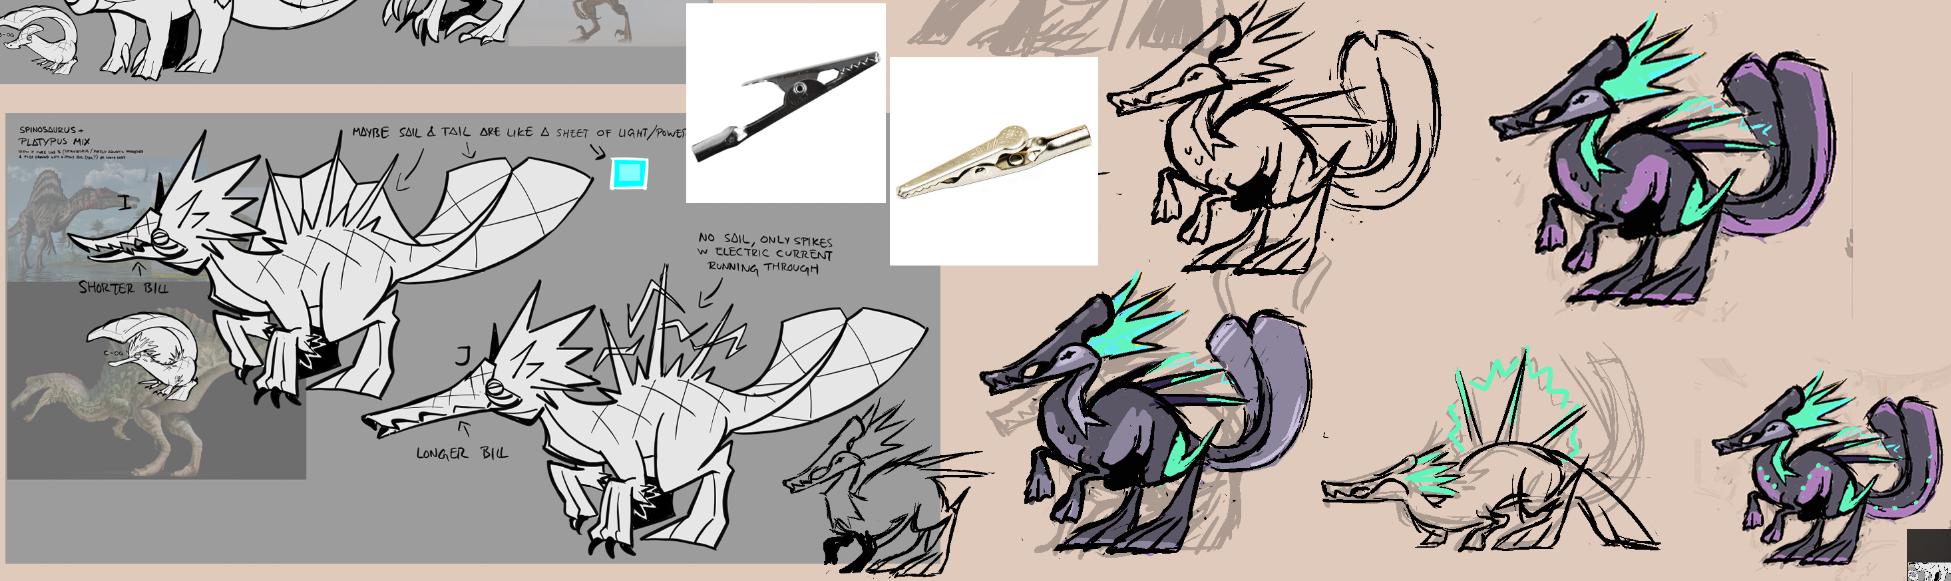 SPINOSAURUS +
PLATYPUS MIX
MAYBE SAIL & TAIL ARE LIKE A SHEET OF LIGHT/POWER
I
SHORTER BILL
NO SAIL, ONLY SPIKES
W ELECTRIC CURRENT
RUNNING THROUGH
J
LONGER BILL